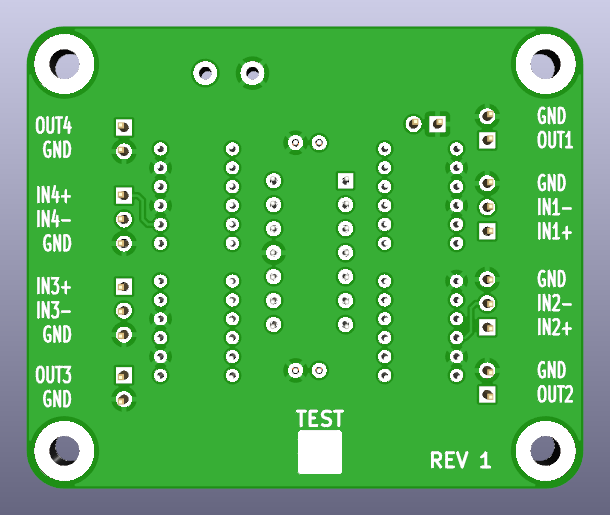 OUT4
GND
IN4+
IN4-
GND
IN3+
IN3-
GND
OUT3
GND
GND
OUT1
GND
IN1-
IN1+
GND
IN2-
IN2+
GND
OUT2
TEST
REV 1